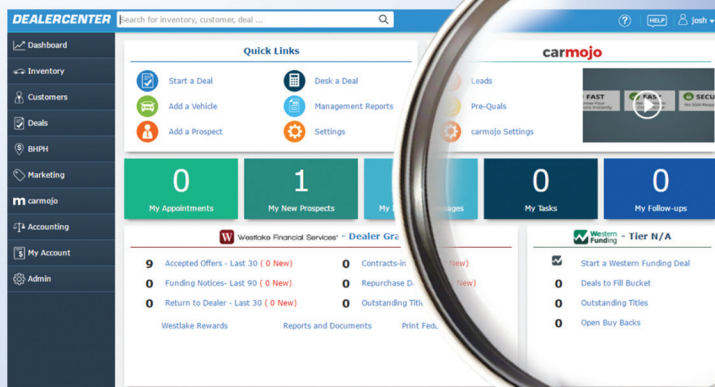 DEALERCENTER
Search for inventory, customer, deal ...
HELP
Josh
Dashboard
Inventory
Customers
Deals
BHPH
Marketing
carmojo
Accounting
My Account
Admin
Quick Links
Start a Deal
Desk a Deal
Add a Vehicle
Management Reports
Add a Prospect
Settings
carmojo
Leads
Pre-Quals
carmojo Settings
FAST
EASY
SECU
0
My Appointments
1
My New Prospects
My
ages
0
My Tasks
0
My Follow-ups
Westlake Financial Services - Dealer Gra
9 Accepted Offers - Last 30 ( 0 New)
0 Contracts-in
New)
0 Funding Notices- Last 90 ( 0 New)
0 Repurchase D
New)
0 Return to Dealer - Last 30 ( 0 New)
0 Outstanding Titl
Westlake Rewards
Reports and Documents
Print Fed
Western Funding - Tier N/A
Start a Western Funding Deal
0 Deals to Fill Bucket
0 Outstanding Titles
0 Open Buy Backs